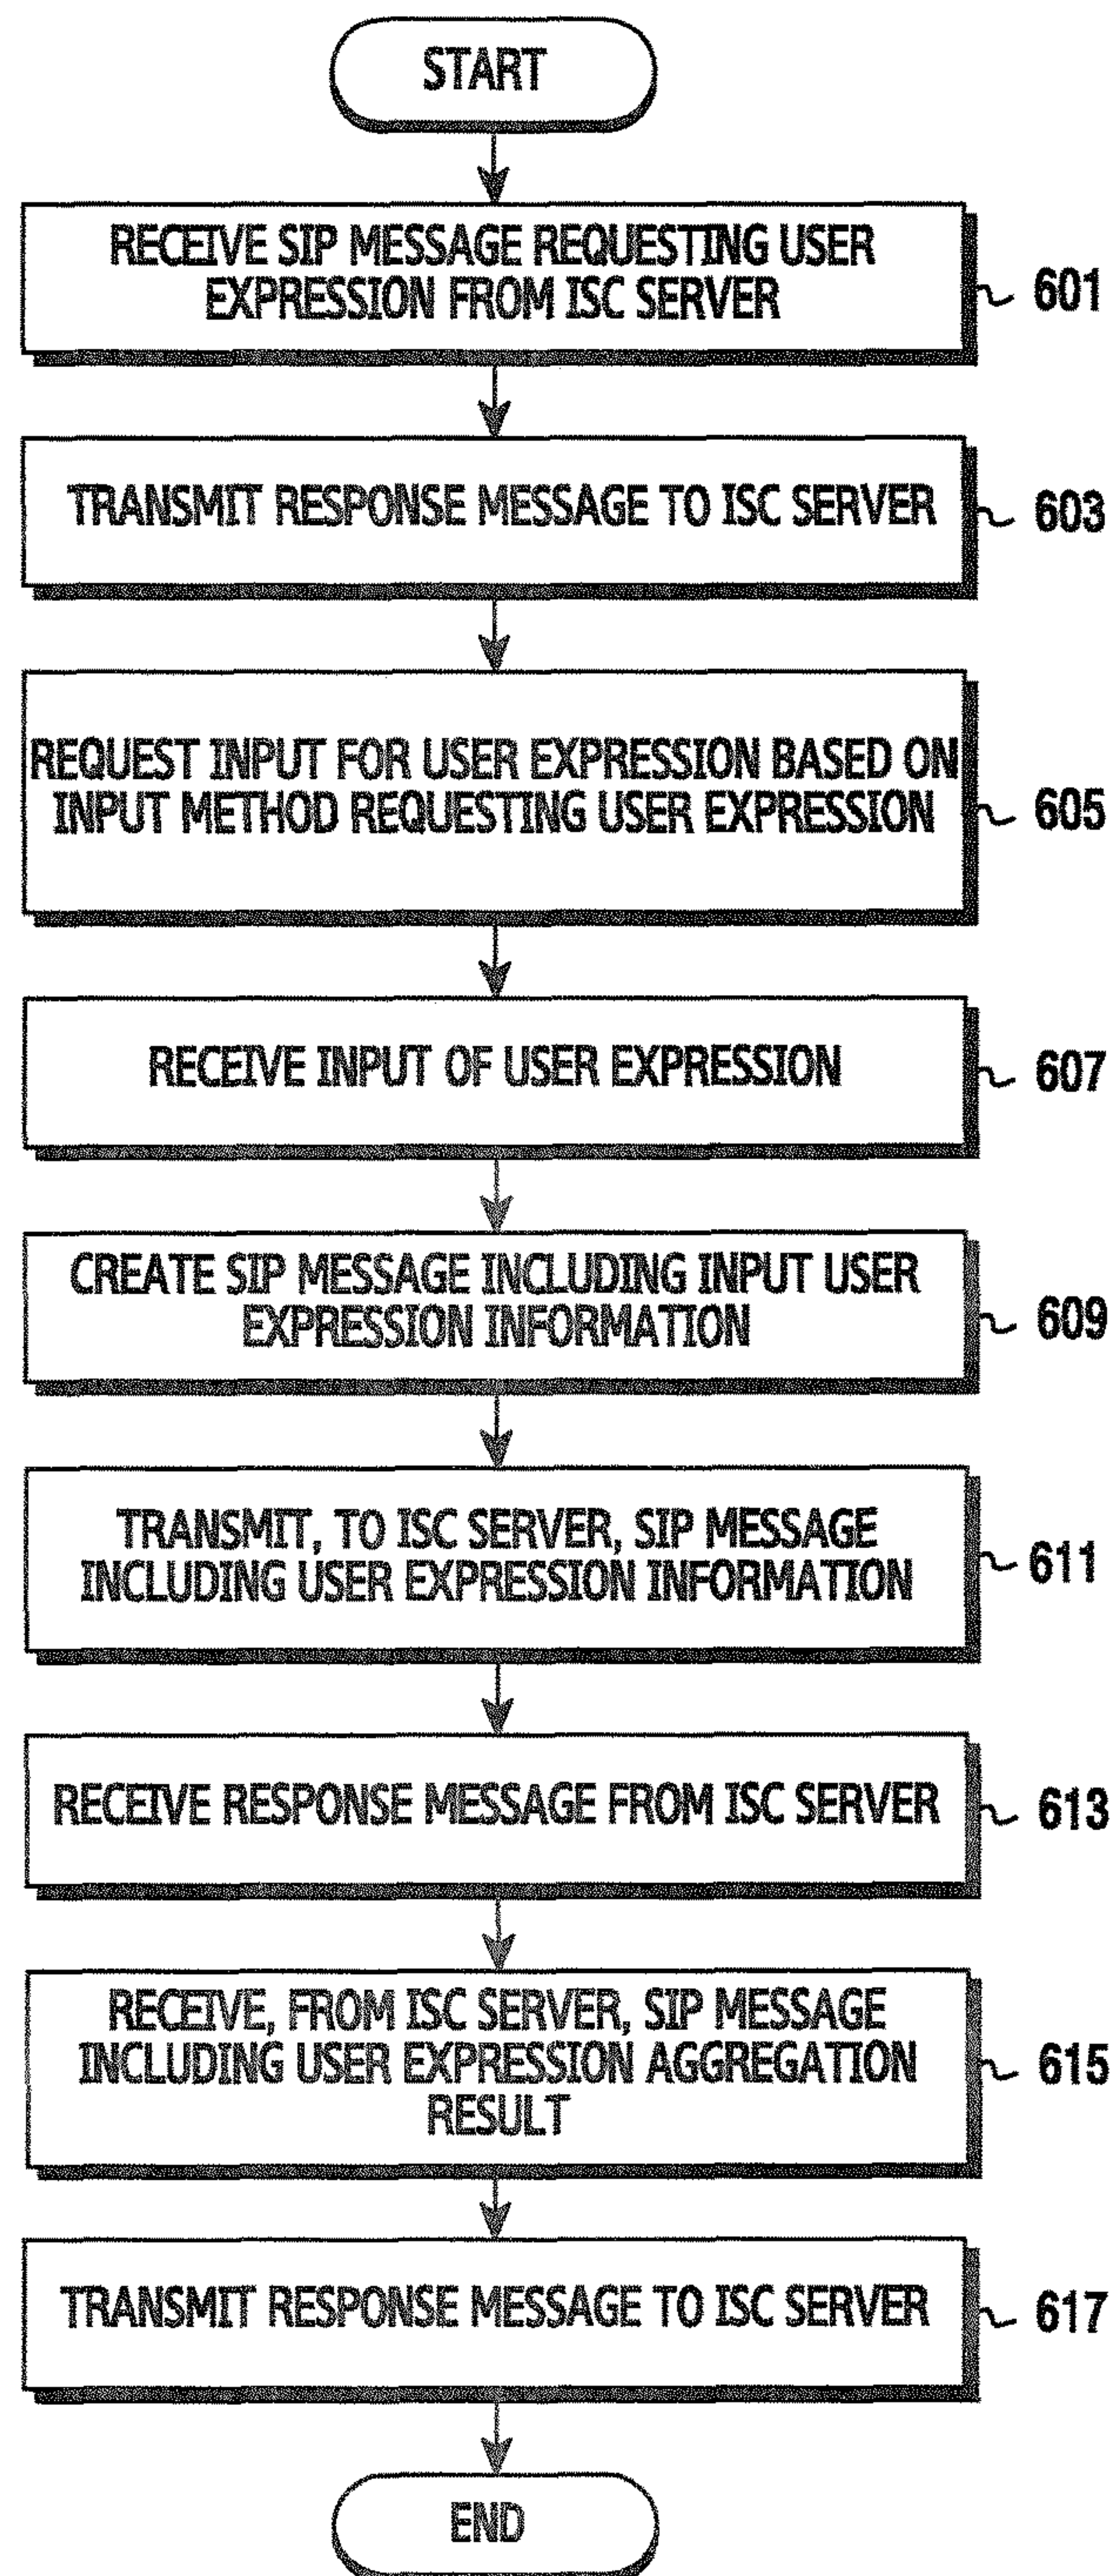 START
RECEIVE SIP MESSAGE REQUESTING USER
EXPRESSION FROM ISC SERVER
601
TRANSMIT RESPONSE MESSAGE TO ISC SERVER
603
REQUEST INPUT FOR USER EXPRESSION BASED ON
INPUT METHOD REQUESTING USER EXPRESSION
605
RECEIVE INPUT OF USER EXPRESSION
607
CREATE SIP MESSAGE INCLUDING INPUT USER
EXPRESSION INFORMATION
609
TRANSMIT, TO ISC SERVER, SIP MESSAGE
INCLUDING USER EXPRESSION INFORMATION
611
RECEIVE RESPONSE MESSAGE FROM ISC SERVER
613
RECEIVE, FROM ISC SERVER, SIP MESSAGE
INCLUDING USER EXPRESSION AGGREGATION
RESULT
615
TRANSMIT RESPONSE MESSAGE TO ISC SERVER
617
END